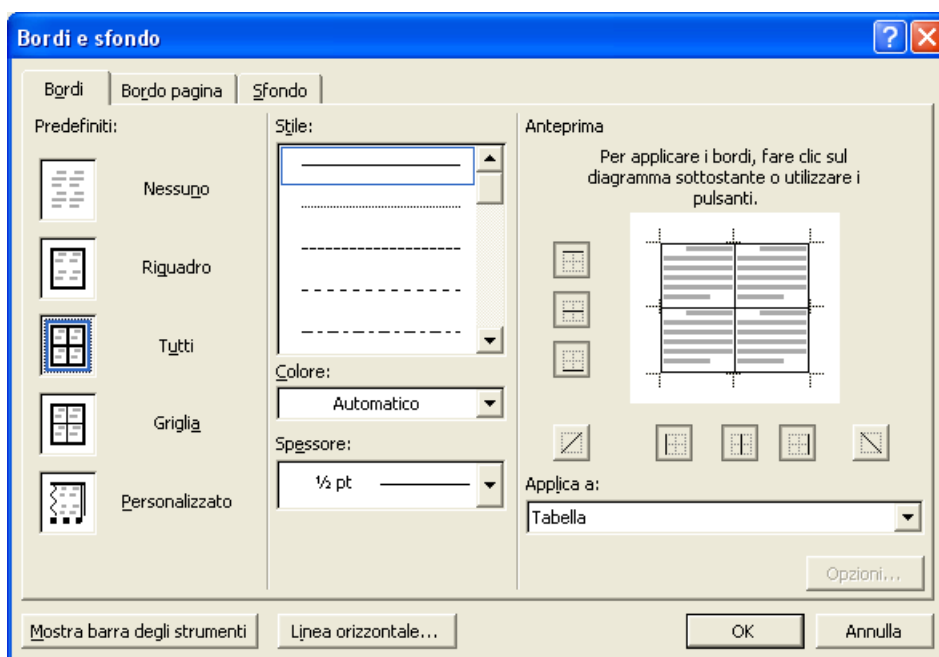 Bordi e sfondo
Bordi
Bordo pagina
Sfondo
Predefiniti:
Nessuno
Riquadro
Tutti
Griglia
Personalizzato
Stile:
Colore:
Automatico
Spessore:
½ pt
Anteprima
Per applicare i bordi, fare clic sul
diagramma sottostante o utilizzare i
pulsanti.
Applica a:
Tabella
Opzioni...
Mostra barra degli strumenti
Linea orizzontale...
OK
Annulla